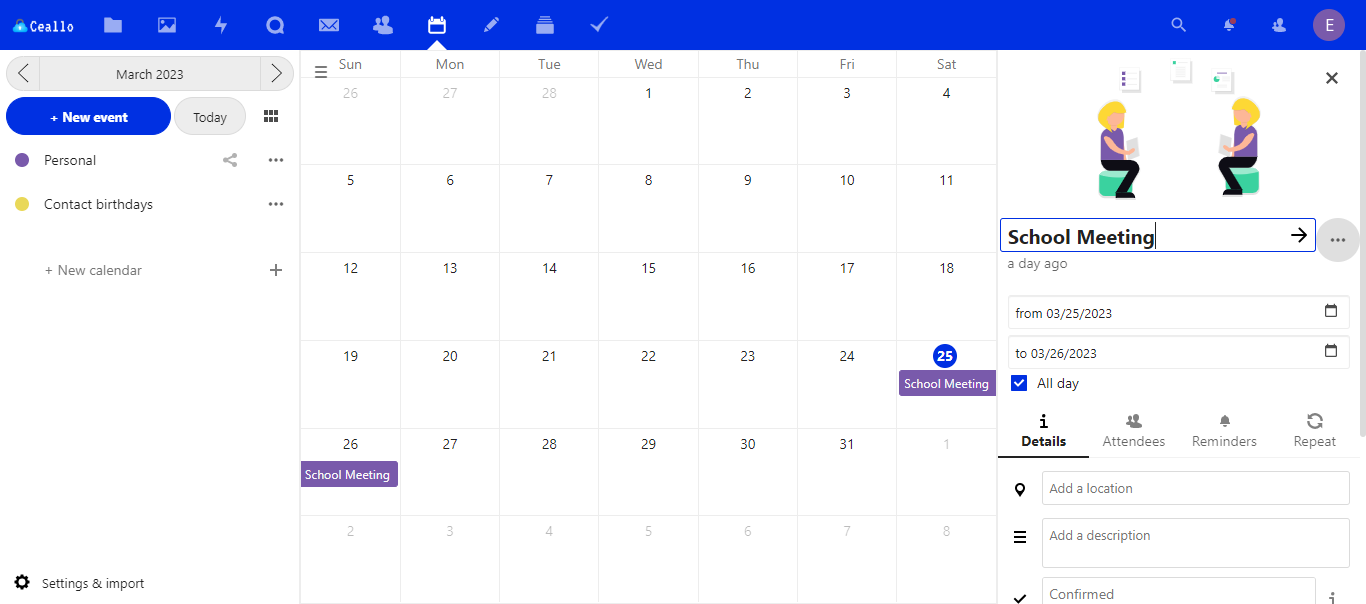 Ceallo
E
March 2023
+ New event
Today
Personal
Contact birthdays
+ New calendar
Settings & import
Sun Mon Tue Wed Thu Fri Sat
26 27 28 1 2 3 4
5 6 7 8 9 10 11
12 13 14 15 16 17 18
19 20 21 22 23 24 25
School Meeting
26 27 28 29 30 31 1
School Meeting
2 3 4 5 6 7 8
School Meeting
a day ago
from 03/25/2023
to 03/26/2023
All day
Details Attendees Reminders Repeat
Add a location
Add a description
Confirmed